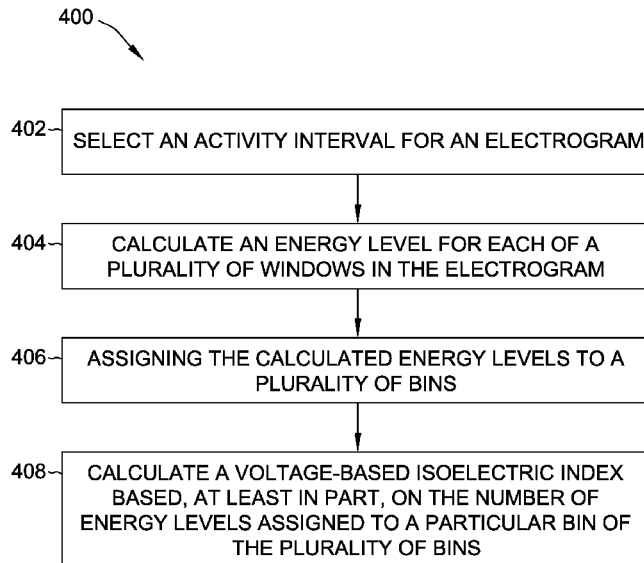 400
402
SELECT AN ACTIVITY INTERVAL FOR AN ELECTROGRAM
404
CALCULATE AN ENERGY LEVEL FOR EACH OF A
PLURALITY OF WINDOWS IN THE ELECTROGRAM
406
ASSIGNING THE CALCULATED ENERGY LEVELS TO A
PLURALITY OF BINS
408
CALCULATE A VOLTAGE-BASED ISOELECTRIC INDEX
BASED, AT LEAST IN PART, ON THE NUMBER OF
ENERGY LEVELS ASSIGNED TO A PARTICULAR BIN OF
THE PLURALITY OF BINS